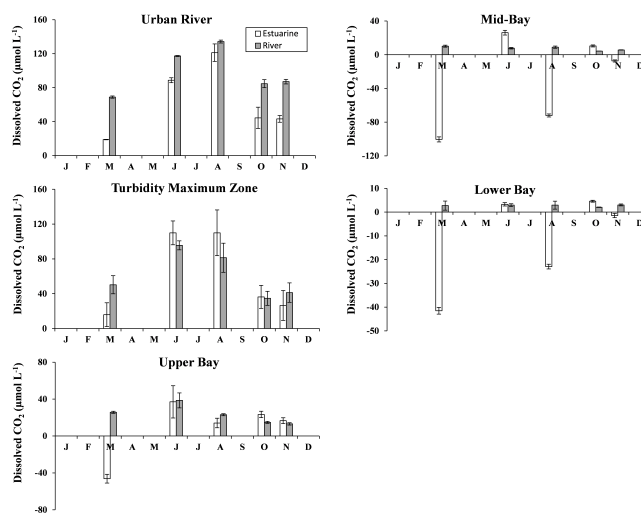 Urban River
Dissolved CO₂ (µmol L⁻¹)
160
120
80
40
0
Estuarine
River
J F M A M J J A S O N D
Turbidity Maximum Zone
Dissolved CO₂ (µmol L⁻¹)
160
120
80
40
0
J F M A M J J A S O N D
Upper Bay
Dissolved CO₂ (µmol L⁻¹)
80
40
0
-40
-80
J F M A M J J A S O N D
Mid-Bay
Dissolved CO₂ (µmol L⁻¹)
40
0
-40
-80
-120
J F M A M J J A S O N D
Lower Bay
Dissolved CO₂ (µmol L⁻¹)
10
0
-10
-20
-30
-40
-50
J F M A M J J A S O N D